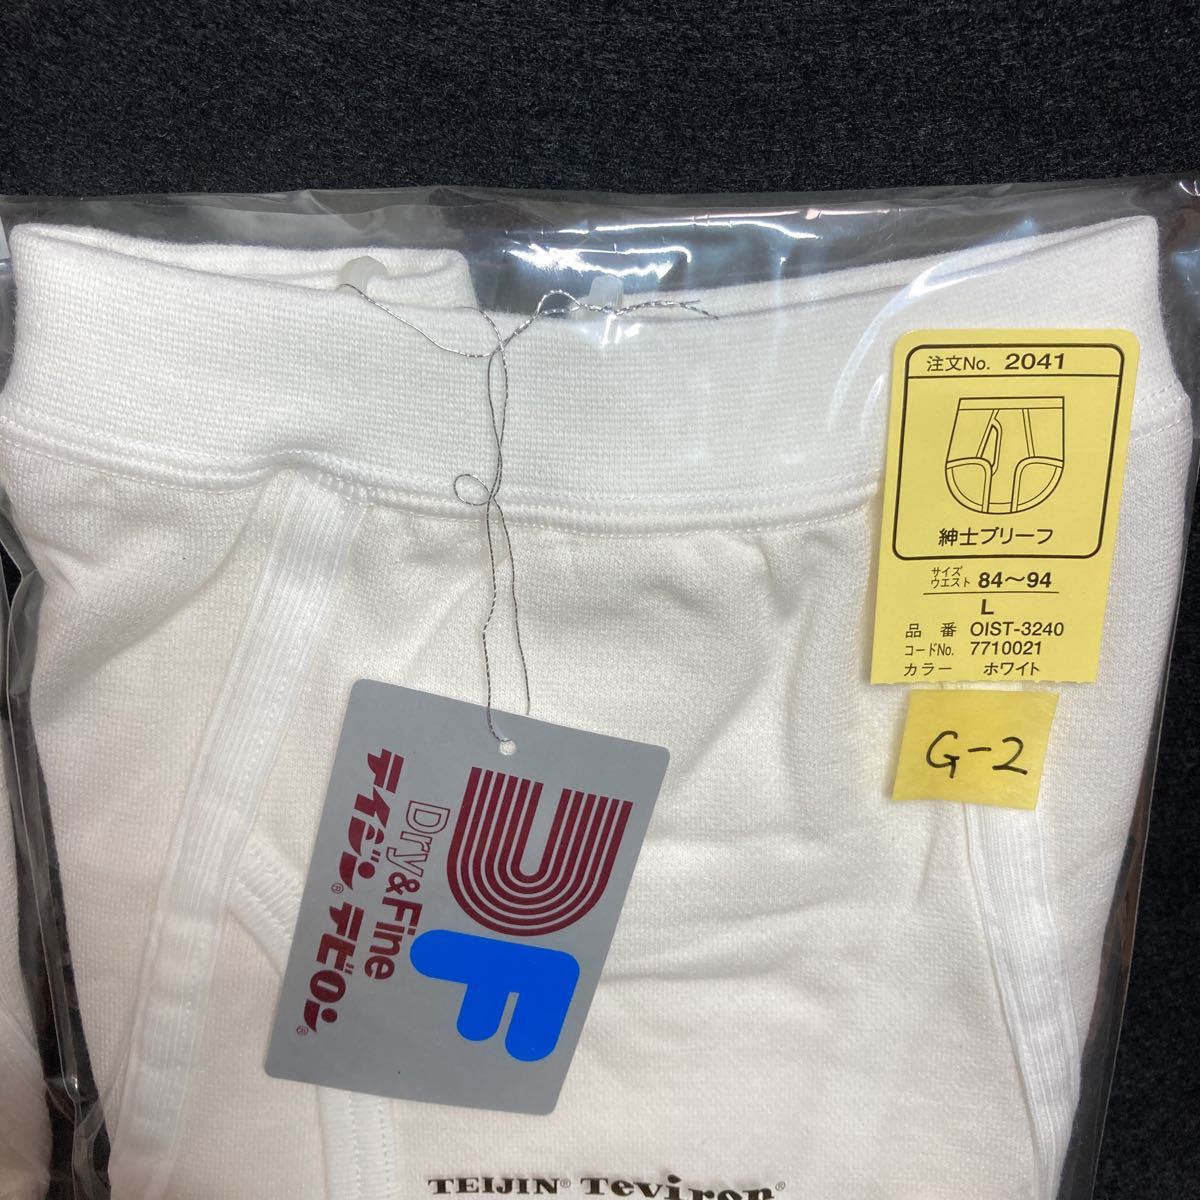 注文No. 2041
紳士ブリーフ
サイズ
ウエスト 84〜94
L
品 番 OIST-3240
コードNo. 7710021
カラー ホワイト
G-2
DF
Dry&Fine
テイジン® テビロン®
TEIJIN® Teviron®